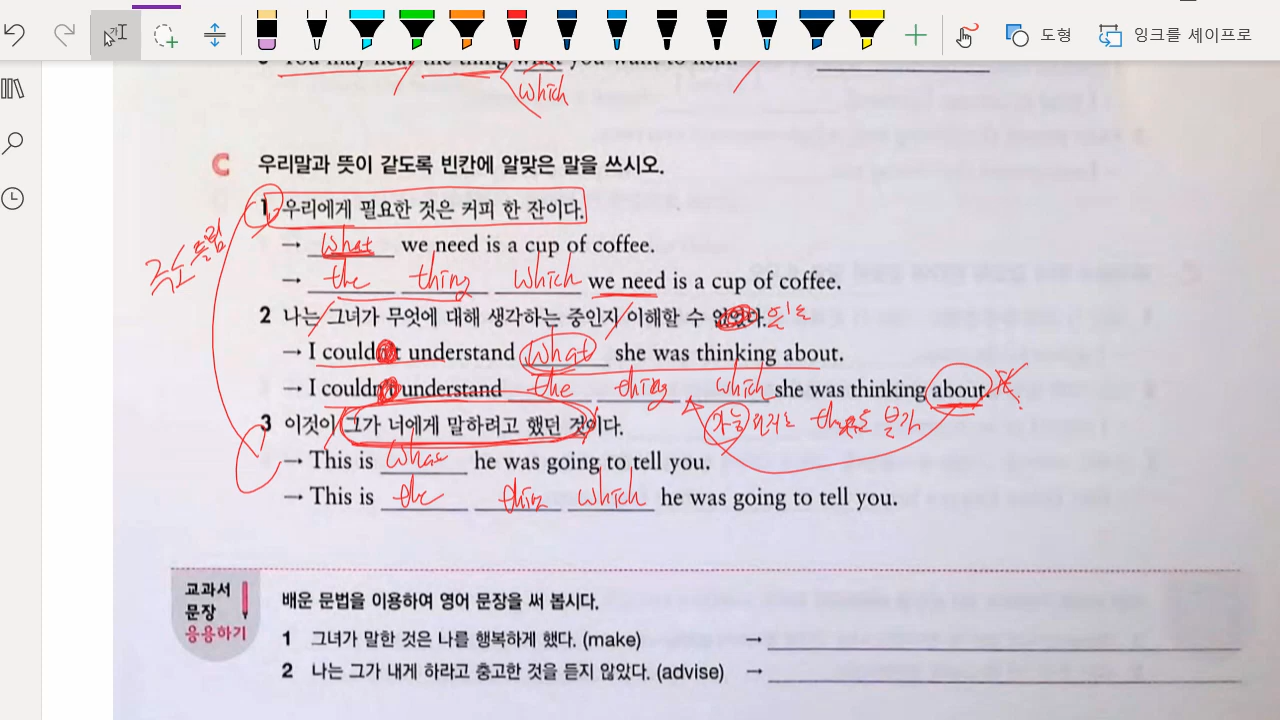 도형
잉크를 셰이프로
You may hear the thing what you want to hear.
which
C 우리말과 뜻이 같도록 빈칸에 알맞은 말을 쓰시오.
1 우리에게 필요한 것은 커피 한 잔이다.
→ what we need is a cup of coffee.
→ the thing which we need is a cup of coffee.
2 나는 그녀가 무엇에 대해 생각하는 중인지 이해할 수
→ I could understand what she was thinking about.
→ I could understand the thing which she was thinking about.
3 이것이 그가 너에게 말하려고 했던 것이다.
→ This is what he was going to tell you.
→ This is the thing which he was going to tell you.
교과서
문장
응용하기
배운 문법을 이용하여 영어 문장을 써 봅시다.
1 그녀가 말한 것은 나를 행복하게 했다. (make) →
2 나는 그가 내게 하라고 충고한 것을 듣지 않았다. (advise) →